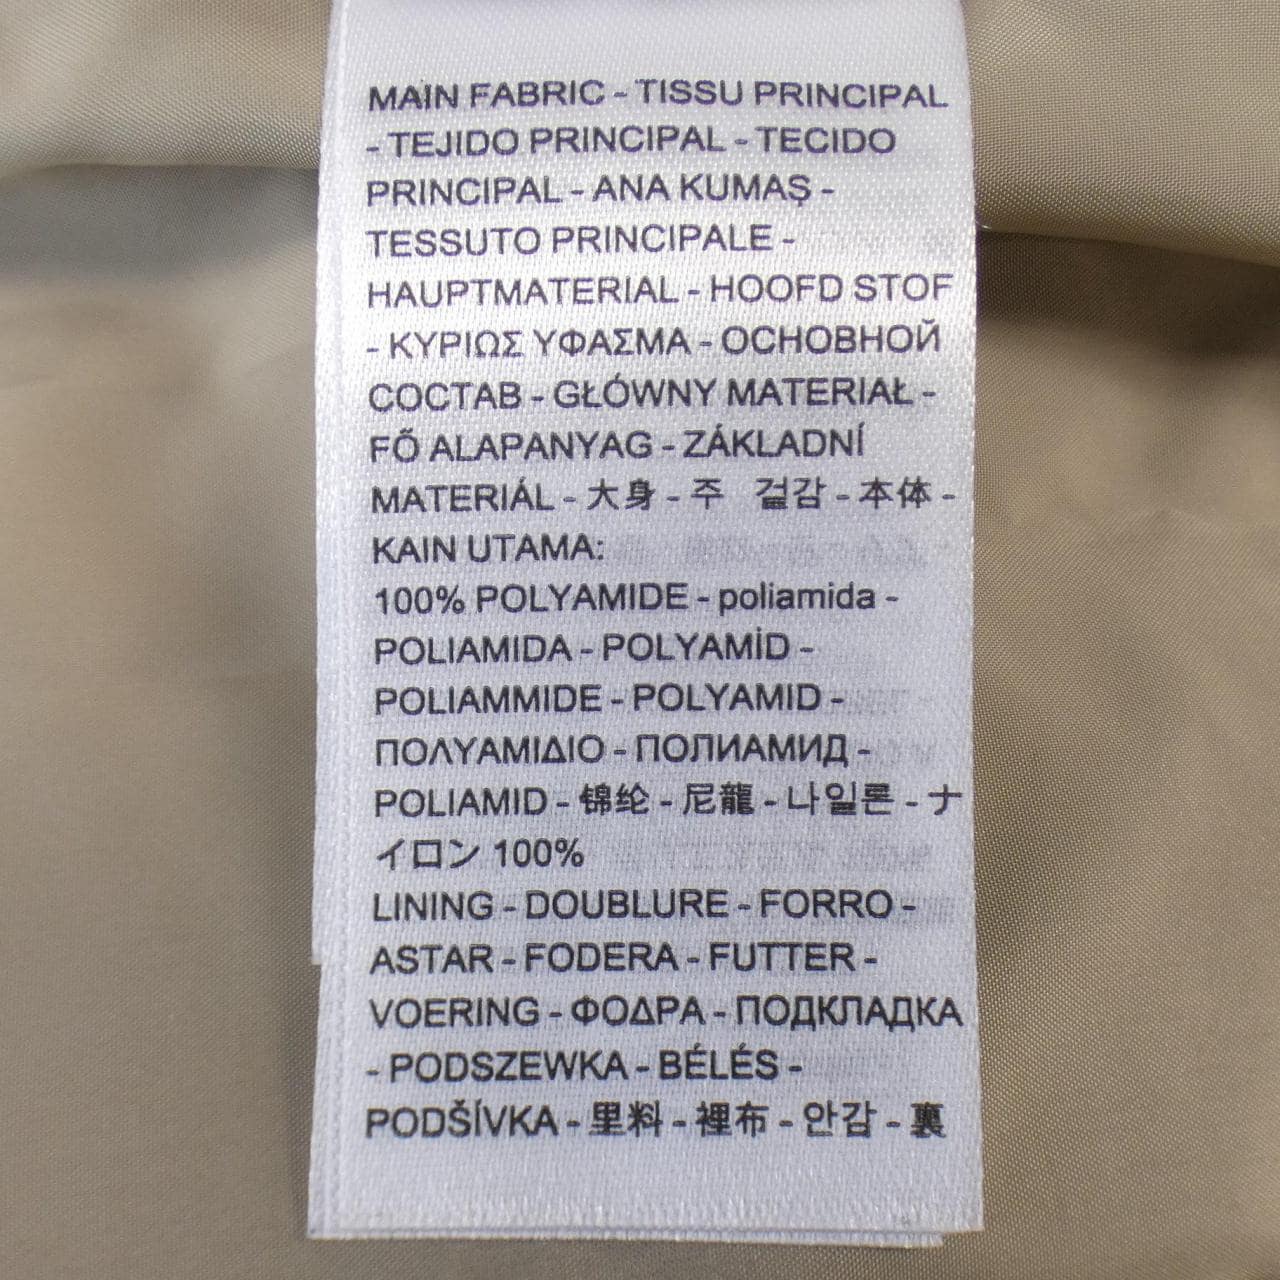 MAIN FABRIC - TISSU PRINCIPAL
- TEJIDO PRINCIPAL - TECIDO
PRINCIPAL - ANA KUMAŞ -
TESSUTO PRINCIPALE -
HAUPTMATERIAL - HOOFD STOF
- ΚΥΡΙΩΣ ΥΦΑΣΜΑ - ОСНОВНОЙ
СОСТАВ - GŁÓWNY MATERIAŁ -
FŐ ALAPANYAG - ZÁKLADNÍ
MATERIÁL - 大身 - 주 겉감 - 本体 -
KAIN UTAMA:
100% POLYAMIDE - poliamida -
POLIAMIDA - POLYAMİD -
POLIAMMIDE - POLYAMID -
ΠΟΛΥΑΜΙΔΙΟ - ПОЛИАМИД -
POLIAMID - 锦纶 - 尼龍 - 나일론 - ナ
イロン 100%
LINING - DOUBLURE - FORRO -
ASTAR - FODERA - FUTTER -
VOERING - ΦΟΔΡΑ - ПОДКЛАДКА
- PODSZEWKA - BÉLÉS -
PODŠÍVKA - 里料 - 裡布 - 안감 - 裏